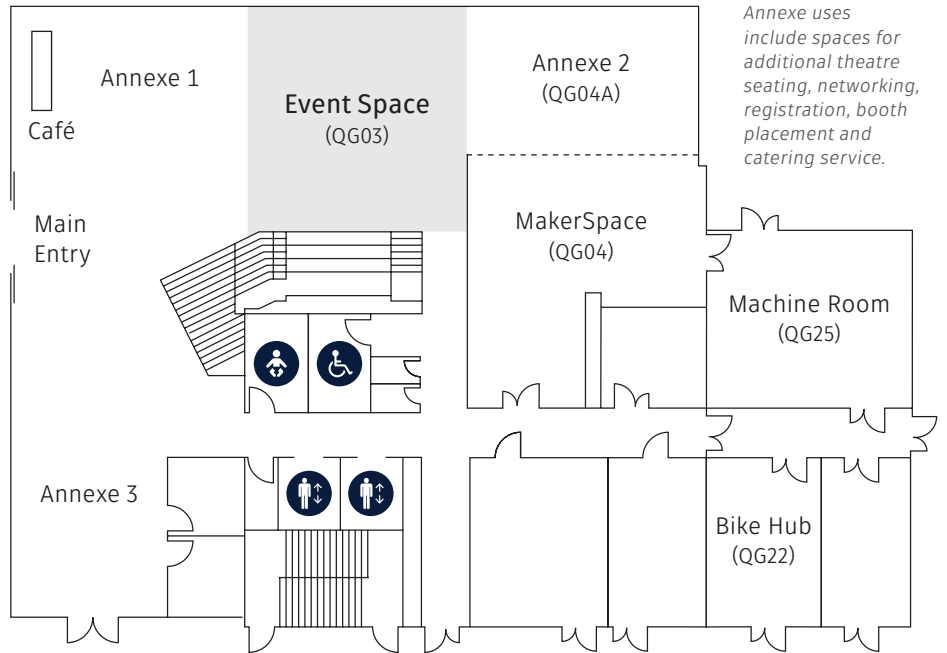 Annexe uses
include spaces for
additional theatre
seating, networking,
registration, booth
placement and
catering service.
Annexe 1
Café
Event Space
(QG03)
Annexe 2
(QG04A)
Main
Entry
MakerSpace
(QG04)
Machine Room
(QG25)
Annexe 3
Bike Hub
(QG22)